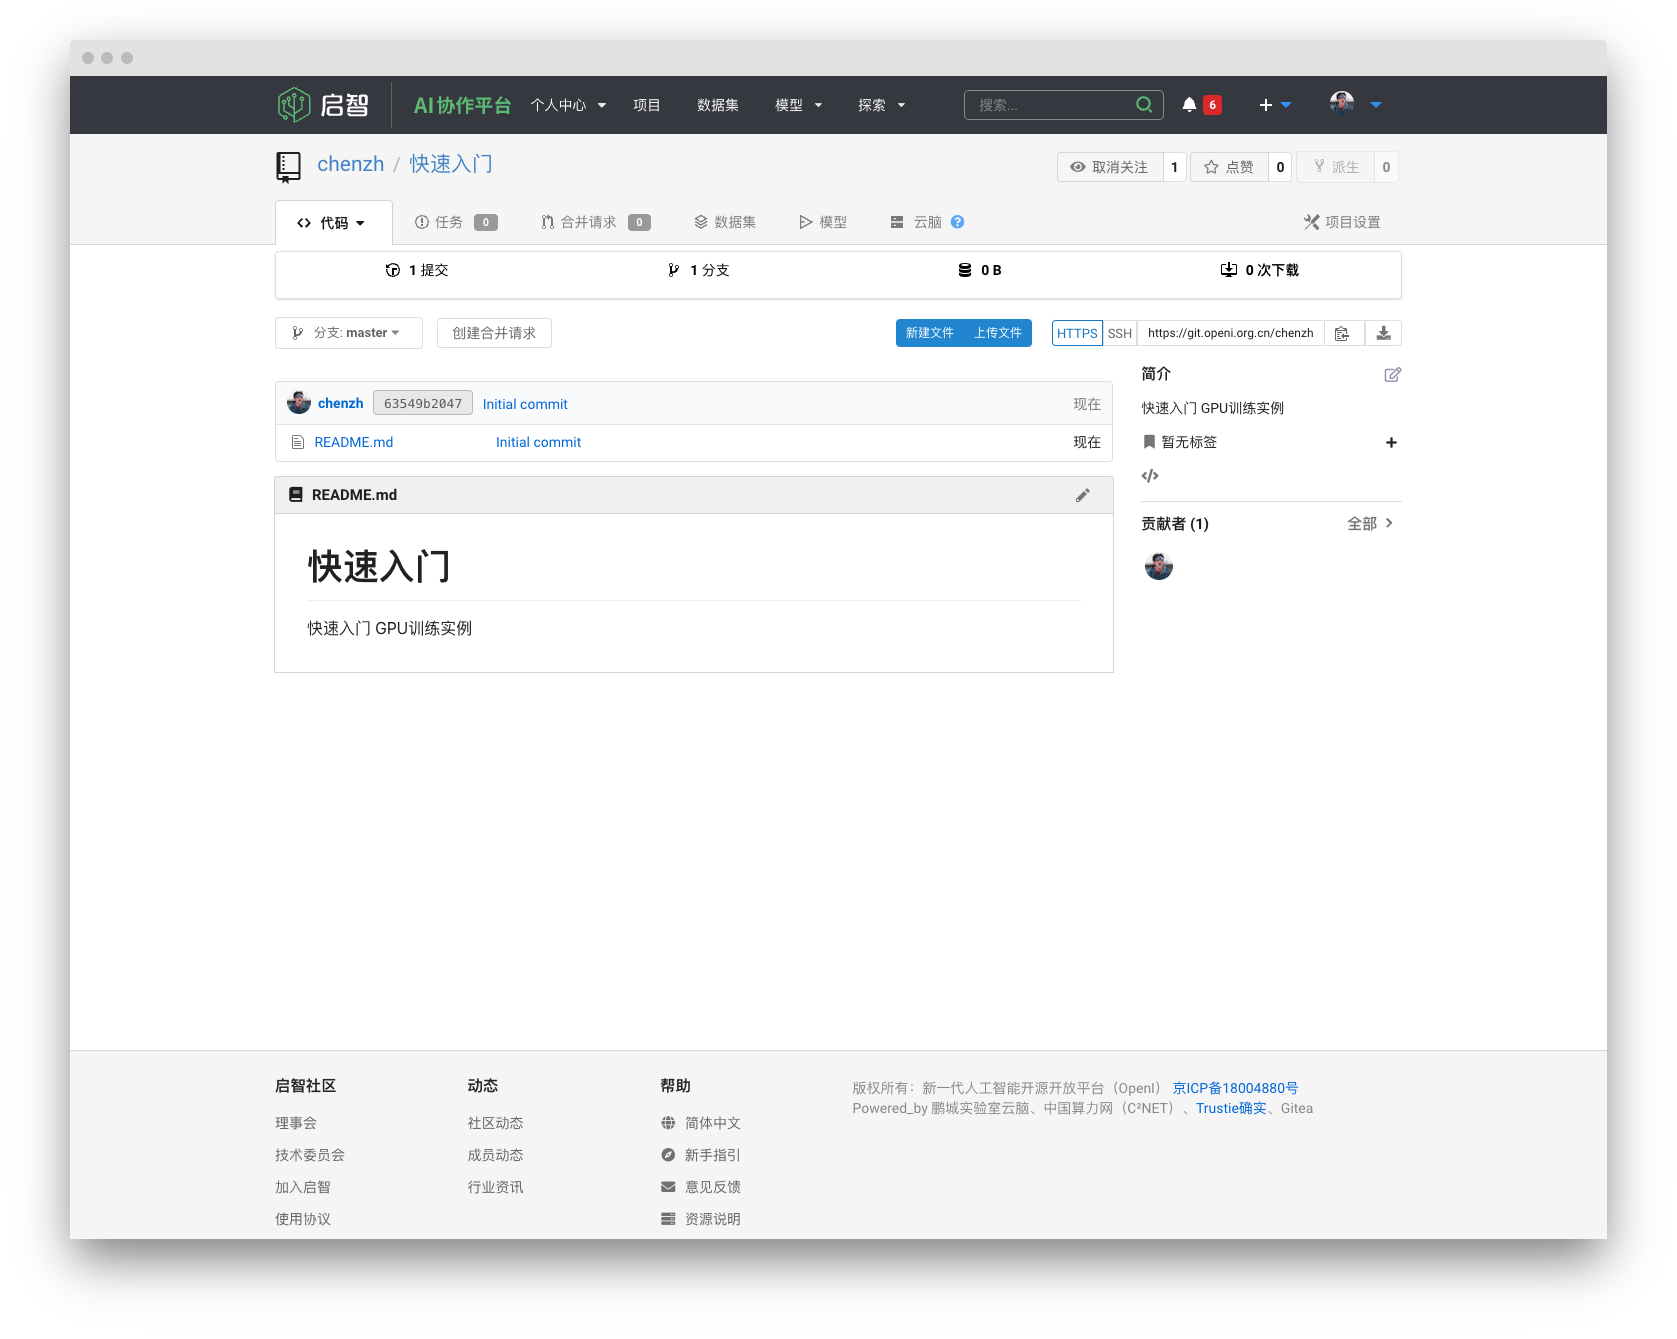 启智 AI协作平台 个人中心 项目 数据集 模型 探索 搜索... 6
chenzh / 快速入门 取消关注 1 点赞 0 派生 0
代码 任务 0 合并请求 0 数据集 模型 云脑 ? 项目设置
1 提交 1 分支 0 B 0 次下载
分支: master 创建合并请求 新建文件 上传文件 HTTPS SSH https://git.openi.org.cn/chenzh
简介
chenzh 63549b2047 Initial commit 现在
快速入门 GPU训练实例
README.md Initial commit 现在
暂无标签
README.md
贡献者 (1) 全部
快速入门
快速入门 GPU训练实例
启智社区 动态 帮助
版权所有：新一代人工智能开源开放平台（OpenI） 京ICP备18004880号
Powered_by 鹏城实验室云脑、中国算力网（C²NET）、Trustie确实、Gitea
理事会 社区动态 简体中文
技术委员会 成员动态 新手指引
加入启智 行业资讯 意见反馈
使用协议 资源说明